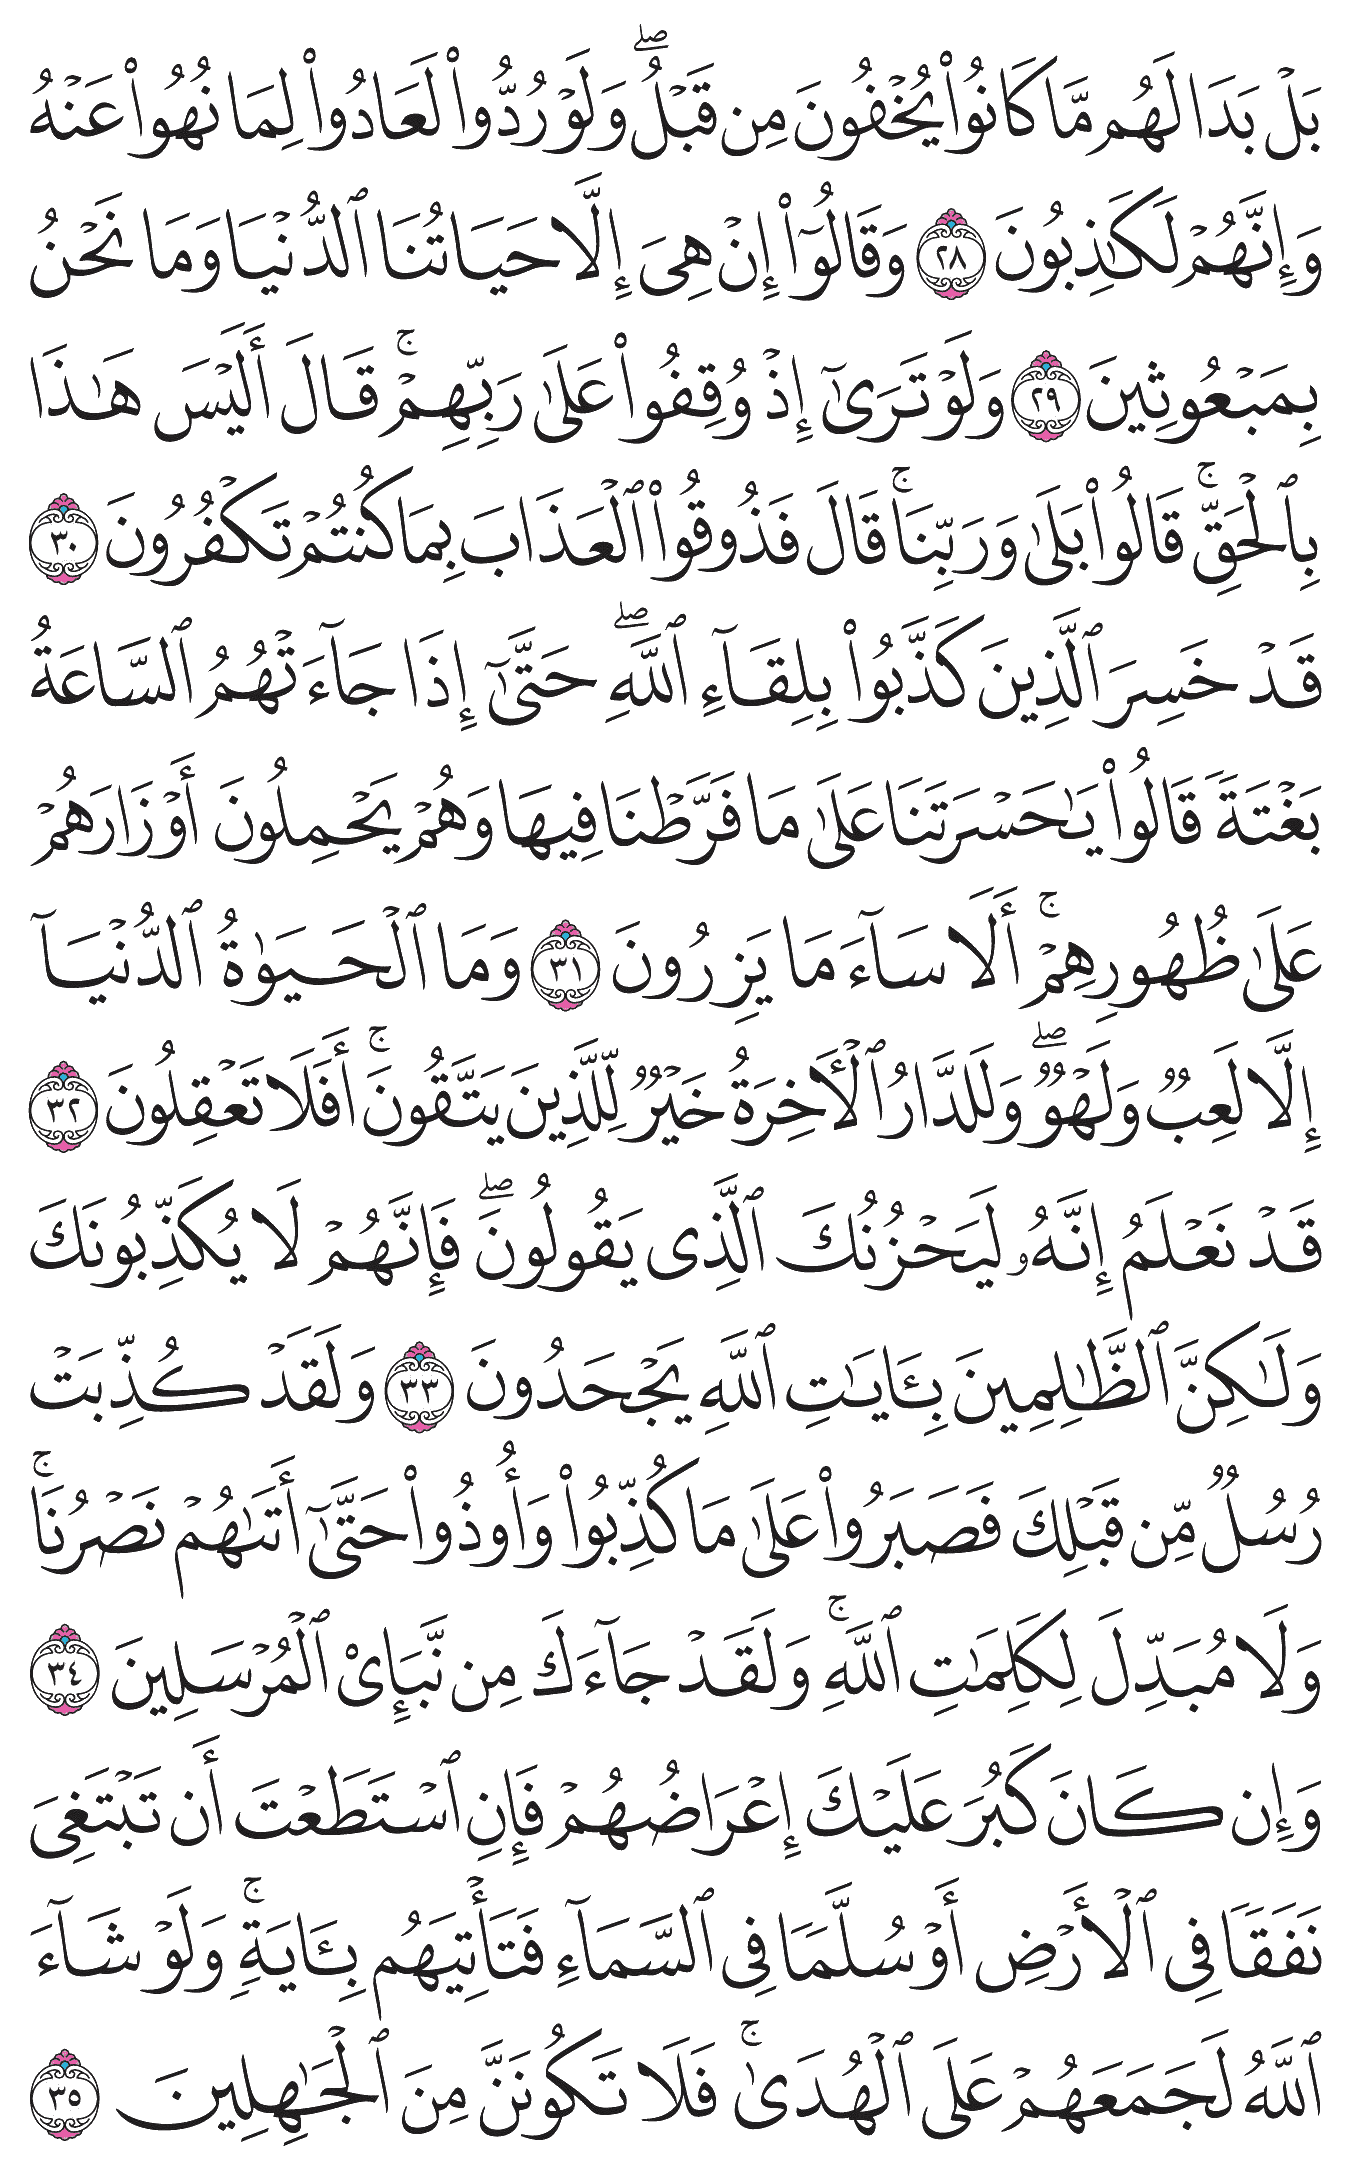 بَلْ بَدَا لَهُم مَّا كَانُوا۟ يُخْفُونَ مِن قَبْلُ ۖ وَلَوْ رُدُّوا۟ لَعَادُوا۟ لِمَا نُهُوا۟ عَنْهُ
وَإِنَّهُمْ لَكَـٰذِبُونَ ٢٨ وَقَالُوٓا۟ إِنْ هِىَ إِلَّا حَيَاتُنَا ٱلدُّنْيَا وَمَا نَحْنُ
بِمَبْعُوثِينَ ٢٩ وَلَوْ تَرَىٰٓ إِذْ وُقِفُوا۟ عَلَىٰ رَبِّهِمْ ۚ قَالَ أَلَيْسَ هَـٰذَا
بِٱلْحَقِّ ۚ قَالُوا۟ بَلَىٰ وَرَبِّنَا ۚ قَالَ فَذُوقُوا۟ ٱلْعَذَابَ بِمَا كُنتُمْ تَكْفُرُونَ ٣٠
قَدْ خَسِرَ ٱلَّذِينَ كَذَّبُوا۟ بِلِقَآءِ ٱللَّهِ ۖ حَتَّىٰٓ إِذَا جَآءَتْهُمُ ٱلسَّاعَةُ
بَغْتَةً قَالُوا۟ يَـٰحَسْرَتَنَا عَلَىٰ مَا فَرَّطْنَا فِيهَا وَهُمْ يَحْمِلُونَ أَوْزَارَهُمْ
عَلَىٰ ظُهُورِهِمْ ۚ أَلَا سَآءَ مَا يَزِرُونَ ٣١ وَمَا ٱلْحَيَوٰةُ ٱلدُّنْيَآ
إِلَّا لَعِبٌ وَلَهْوٌ ۖ وَلَلدَّارُ ٱلْـَٔاخِرَةُ خَيْرٌ لِّلَّذِينَ يَتَّقُونَ ۚ أَفَلَا تَعْقِلُونَ ٣٢
قَدْ نَعْلَمُ إِنَّهُۥ لَيَحْزُنُكَ ٱلَّذِى يَقُولُونَ ۖ فَإِنَّهُمْ لَا يُكَذِّبُونَكَ
وَلَـٰكِنَّ ٱلظَّـٰلِمِينَ بِـَٔايَـٰتِ ٱللَّهِ يَجْحَدُونَ ٣٣ وَلَقَدْ كُذِّبَتْ
رُسُلٌ مِّن قَبْلِكَ فَصَبَرُوا۟ عَلَىٰ مَا كُذِّبُوا۟ وَأُوذُوا۟ حَتَّىٰٓ أَتَىٰهُمْ نَصْرُنَا ۚ
وَلَا مُبَدِّلَ لِكَلِمَـٰتِ ٱللَّهِ ۚ وَلَقَدْ جَآءَكَ مِن نَّبَإِى۟ ٱلْمُرْسَلِينَ ٣٤
وَإِن كَانَ كَبُرَ عَلَيْكَ إِعْرَاضُهُمْ فَإِنِ ٱسْتَطَعْتَ أَن تَبْتَغِىَ
نَفَقًا فِى ٱلْأَرْضِ أَوْ سُلَّمًا فِى ٱلسَّمَآءِ فَتَأْتِيَهُم بِـَٔايَةٍ ۚ وَلَوْ شَآءَ
ٱللَّهُ لَجَمَعَهُمْ عَلَى ٱلْهُدَىٰ ۚ فَلَا تَكُونَنَّ مِنَ ٱلْجَـٰهِلِينَ ٣٥